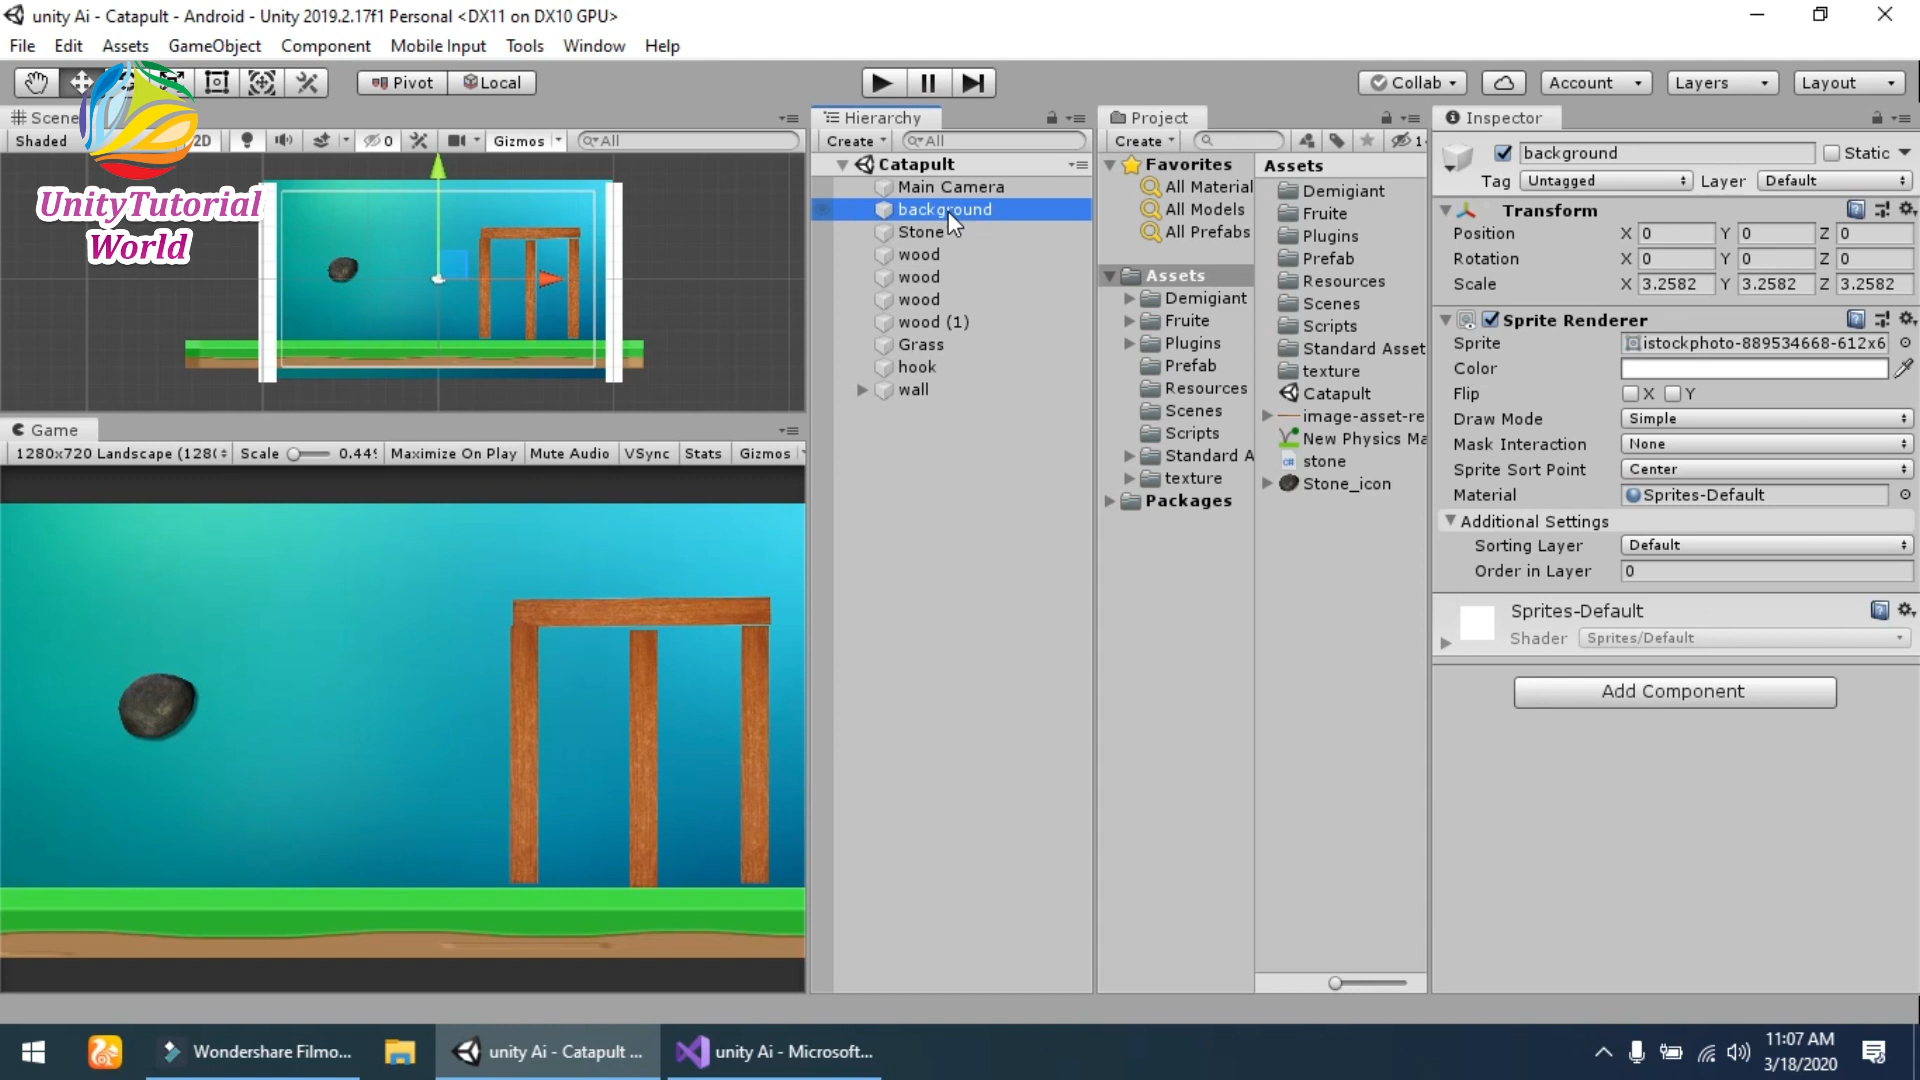 unity Ai - Catapult - Android - Unity 2019.2.17f1 Personal <DX11 on DX10 GPU>
File Edit Assets GameObject Component Mobile Input Tools Window Help
Pivot Local Collab Account Layers Layout
UnityTutorial
World
Scene
Shaded 2D 0 Gizmos All
Hierarchy
Create All
Catapult
Main Camera
background
Stone
wood
wood
wood
wood (1)
Grass
hook
wall
Project
Create 1
Favorites
All Material
All Models
All Prefabs
Assets
Demigiant
Fruite
Plugins
Prefab
Resources
Scenes
Scripts
Standard A
texture
Packages
Assets
Demigiant
Fruite
Plugins
Prefab
Resources
Scenes
Scripts
Standard Asset
texture
Catapult
image-asset-re
New Physics Ma
stone
Stone_icon
Inspector
background Static
Tag Untagged Layer Default
Transform
Position X 0 Y 0 Z 0
Rotation X 0 Y 0 Z 0
Scale X 3.2582 Y 3.2582 Z 3.2582
Sprite Renderer
Sprite istockphoto-889534668-612x6
Color
Flip X Y
Draw Mode Simple
Mask Interaction None
Sprite Sort Point Center
Material Sprites-Default
Additional Settings
Sorting Layer Default
Order in Layer 0
Sprites-Default
Shader Sprites/Default
Add Component
Game
1280x720 Landscape (128( Scale 0.44 Maximize On Play Mute Audio VSync Stats Gizmos
Wondershare Filmo...
unity Ai - Catapult ...
unity Ai - Microsoft...
11:07 AM
3/18/2020